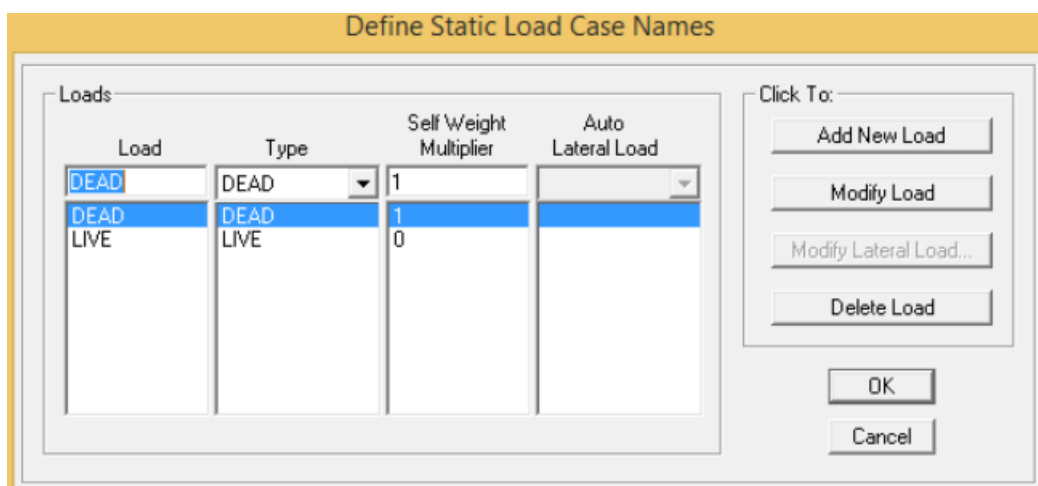 Define Static Load Case Names
Loads
Click To:
Load Type Self Weight Multiplier Auto Lateral Load
DEAD DEAD 1
DEAD DEAD 1
LIVE LIVE 0
Add New Load
Modify Load
Modify Lateral Load...
Delete Load
OK
Cancel